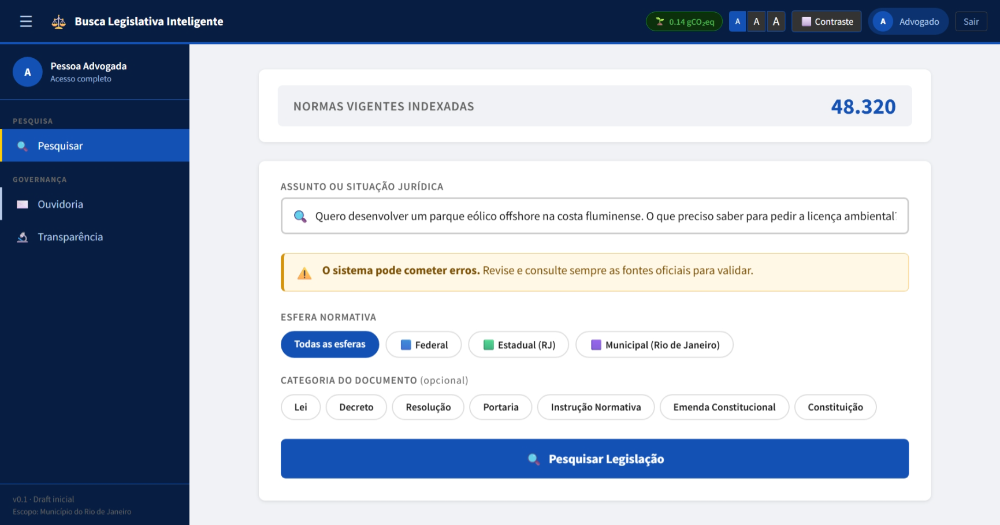 Busca Legislativa Inteligente
0.14 gCO₂eq
A A A
Contraste
A
Advogado
Sair
A
Pessoa Advogada
Acesso completo
PESQUISA
Pesquisar
GOVERNANÇA
Ouvidoria
Transparência
v0.1 · Draft inicial
Escopo: Município do Rio de Janeiro
NORMAS VIGENTES INDEXADAS
48.320
ASSUNTO OU SITUAÇÃO JURÍDICA
Quero desenvolver um parque eólico offshore na costa fluminense. O que preciso saber para pedir a licença ambiental
O sistema pode cometer erros. Revise e consulte sempre as fontes oficiais para validar.
ESFERA NORMATIVA
Todas as esferas
Federal
Estadual (RJ)
Municipal (Rio de Janeiro)
CATEGORIA DO DOCUMENTO (opcional)
Lei
Decreto
Resolução
Portaria
Instrução Normativa
Emenda Constitucional
Constituição
Pesquisar Legislação